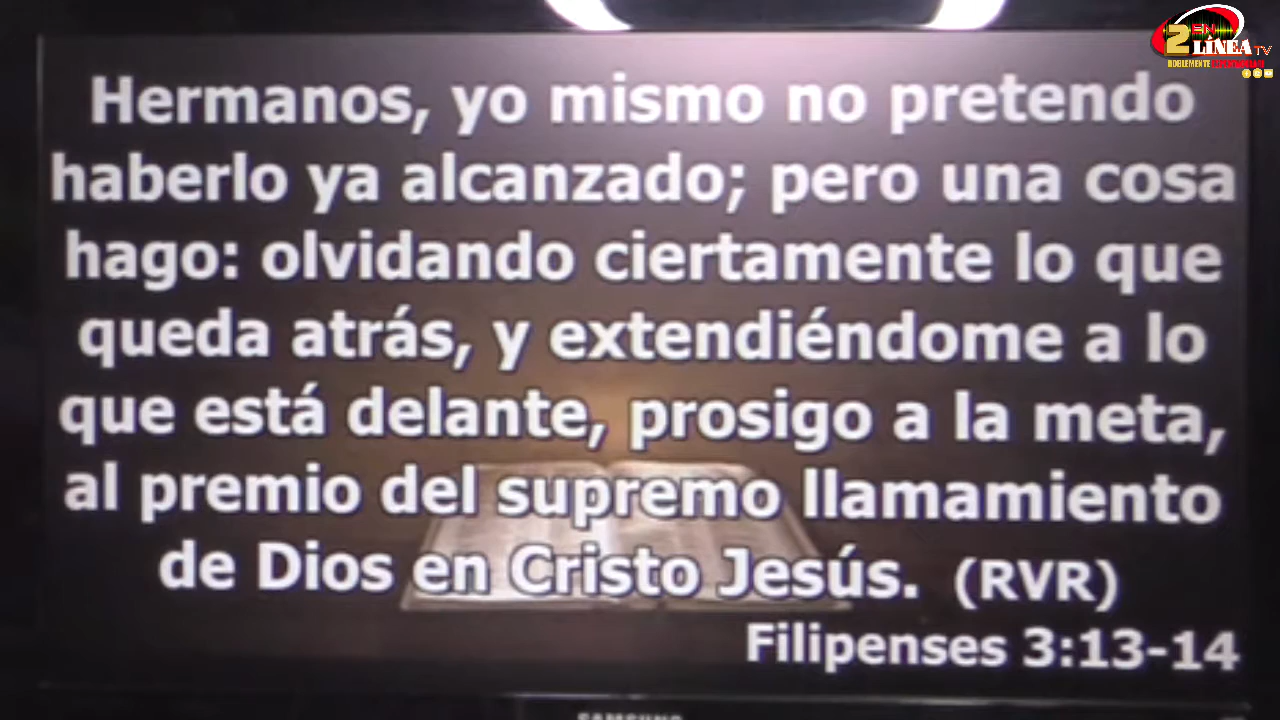 2 EN
LÍNEA TV
NOBLEMENTE
Hermanos, yo mismo no pretendo
haberlo ya alcanzado; pero una cosa
hago: olvidando ciertamente lo que
queda atrás, y extendiéndome a lo
que está delante, prosigo a la meta,
al premio del supremo llamamiento
de Dios en Cristo Jesús. (RVR)
Filipenses 3:13-14
SAMSUNG